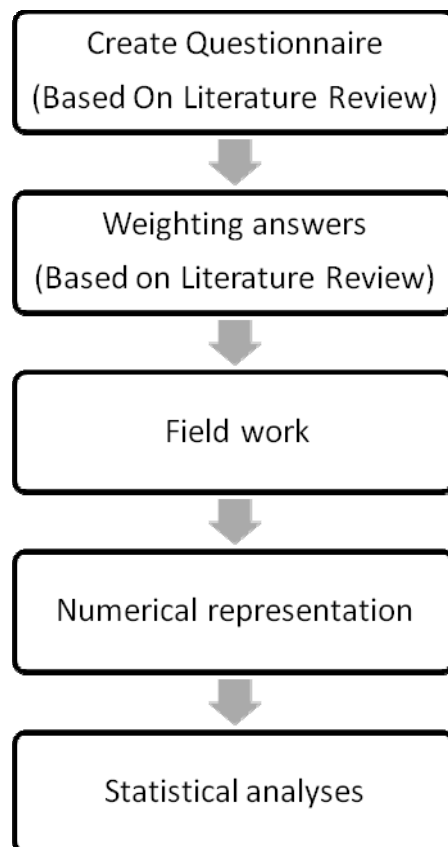 Create Questionnaire
(Based On Literature Review)
Weighting answers
(Based on Literature Review)
Field work
Numerical representation
Statistical analyses